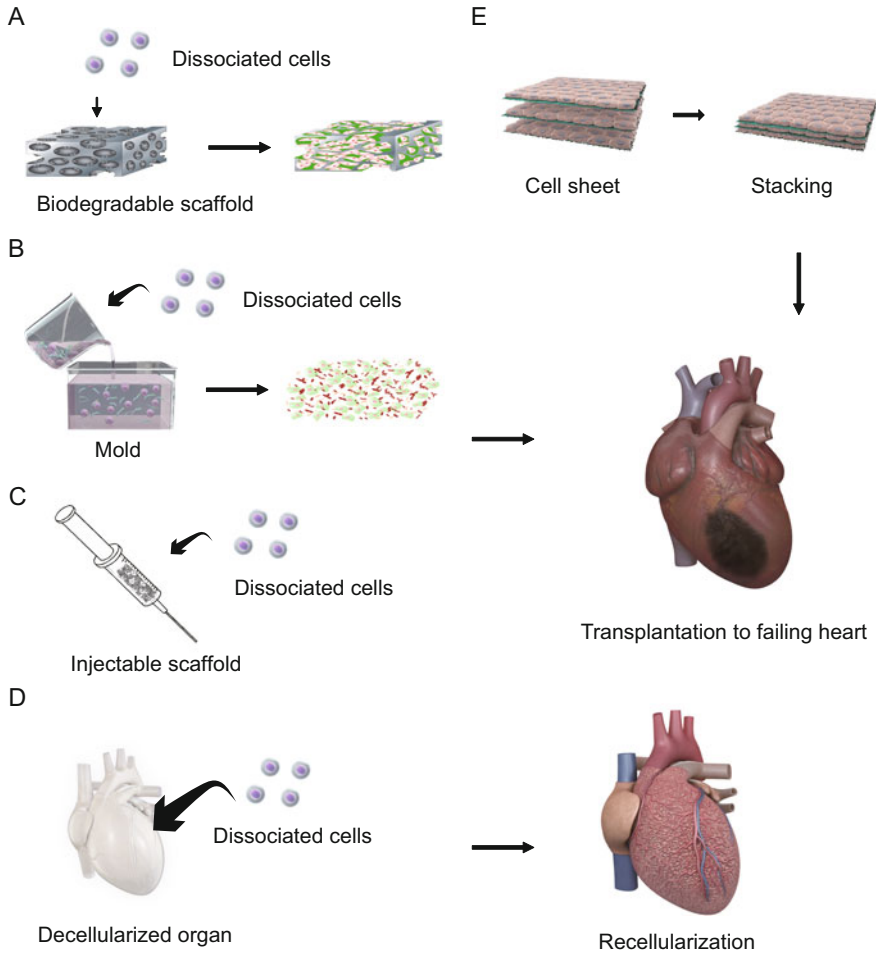 A
Dissociated cells
Biodegradable scaffold
B
Dissociated cells
Mold
C
Dissociated cells
Injectable scaffold
D
Dissociated cells
Decellularized organ
E
Cell sheet
Stacking
Transplantation to failing heart
Recellularization